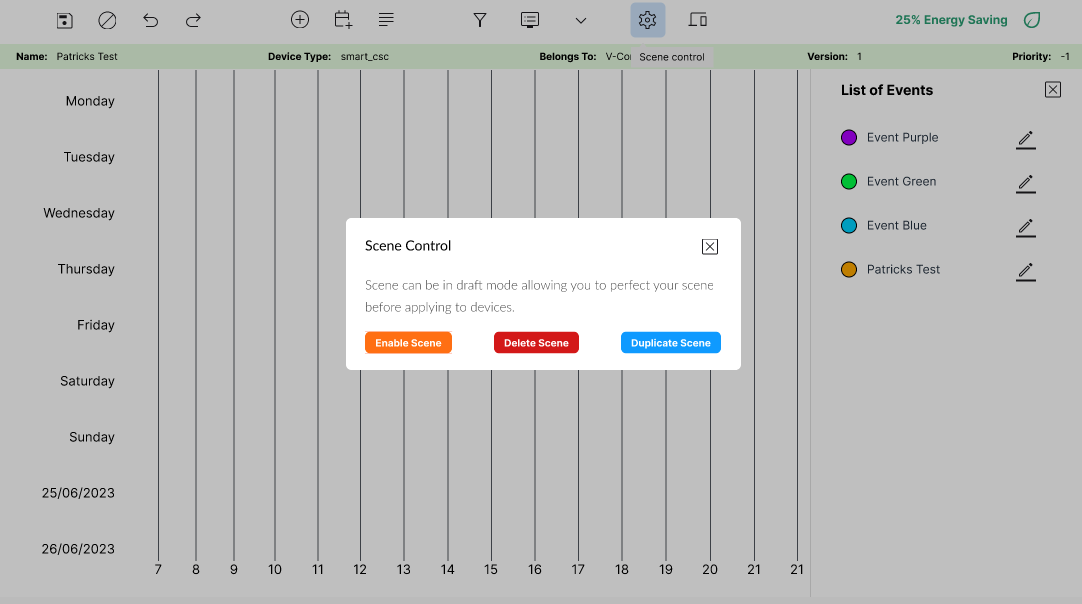 25% Energy Saving
Name: Patricks Test Device Type: smart_csc Belongs To: Scene control Version: 1 Priority: -1
List of Events
Monday
Event Purple
Tuesday
Event Green
Wednesday
Event Blue
Thursday
Patricks Test
Friday
Saturday
Sunday
25/06/2023
26/06/2023
7 8 9 10 11 12 13 14 15 16 17 18 19 20 21 21
Scene Control
Scene can be in draft mode allowing you to perfect your scene
before applying to devices.
Enable Scene Delete Scene Duplicate Scene